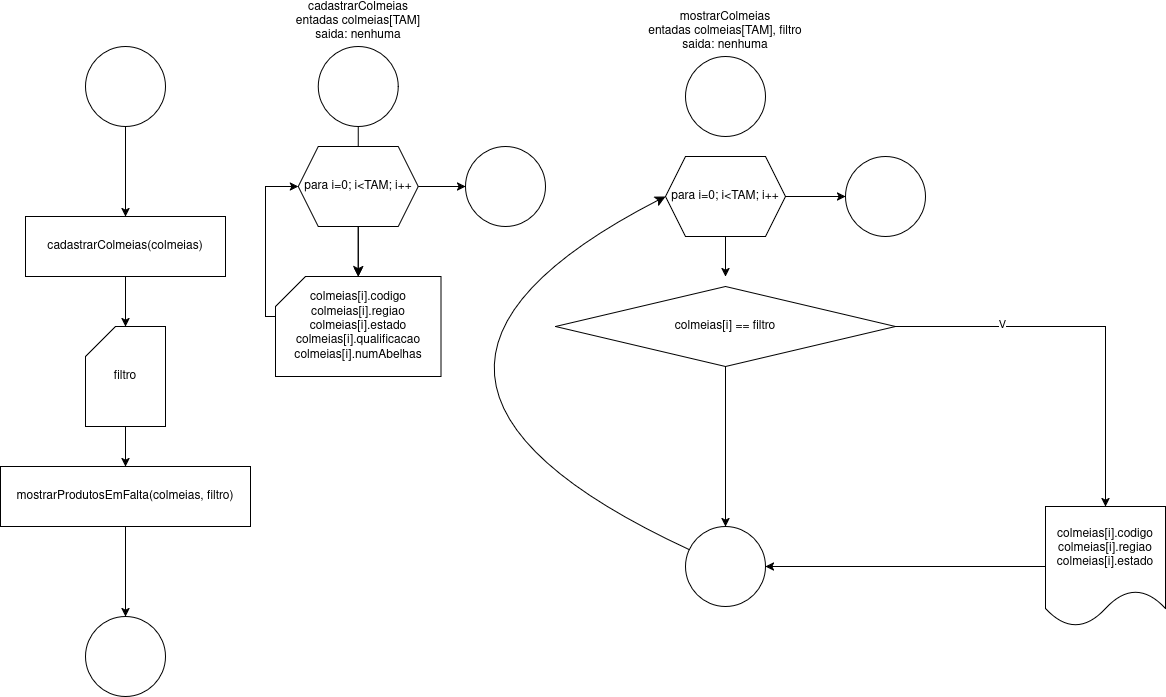 cadastrarColmeias
entadas colmeias[TAM]
saida: nenhuma
mostrarColmeias
entadas colmeias[TAM], filtro
saida: nenhuma
cadastrarColmeias(colmeias)
filtro
mostrarProdutosEmFalta(colmeias, filtro)
para i=0; i<TAM; i++
colmeias[i].codigo
colmeias[i].regiao
colmeias[i].estado
colmeias[i].qualificacao
colmeias[i].numAbelhas
para i=0; i<TAM; i++
colmeias[i] == filtro
V
colmeias[i].codigo
colmeias[i].regiao
colmeias[i].estado